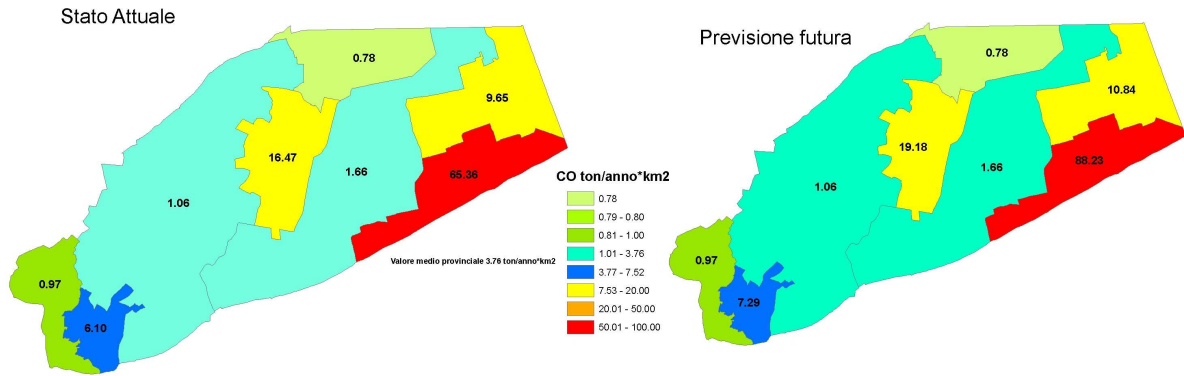 Stato Attuale
0.78
9.65
16.47
1.66
65.36
1.06
0.97
6.10
Valore medio provinciale 3.76 ton/anno*km2
CO ton/anno*km2
0.78
0.79 - 0.80
0.81 - 1.00
1.01 - 3.76
3.77 - 7.52
7.53 - 20.00
20.01 - 50.00
50.01 - 100.00
Previsione futura
0.78
10.84
19.18
88.23
1.66
1.06
0.97
7.29